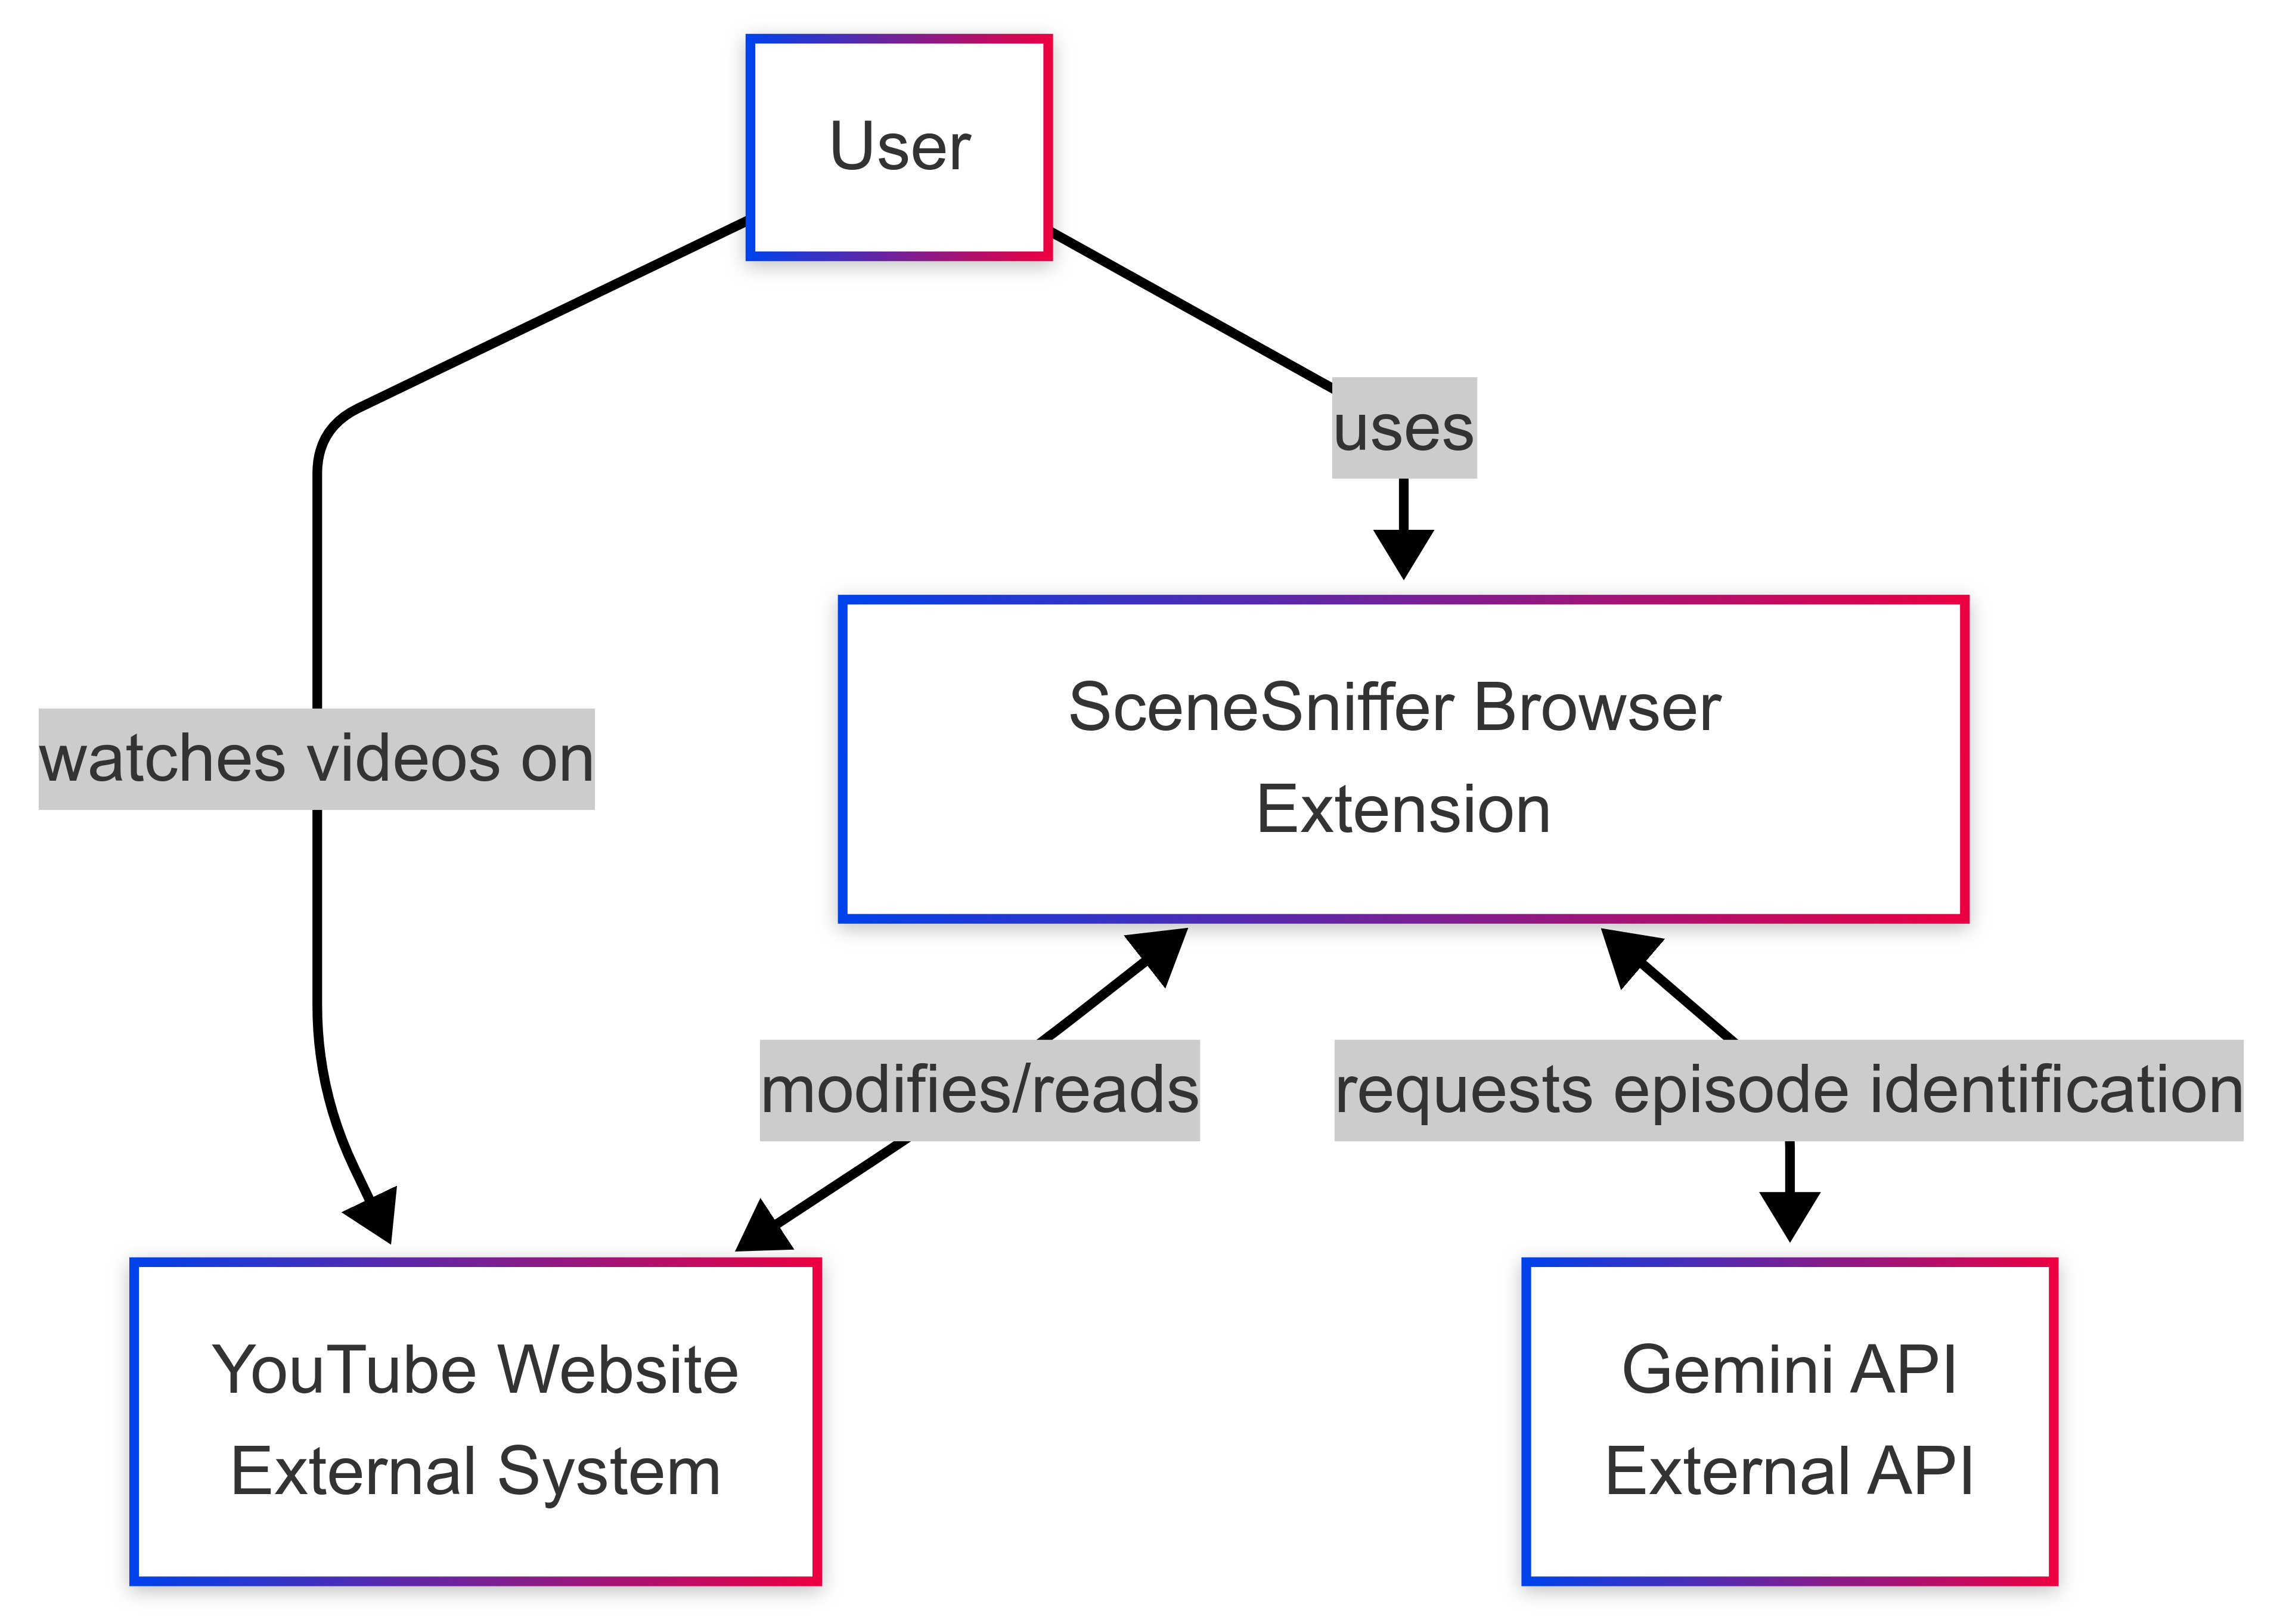 User
uses
SceneSniffer Browser
Extension
watches videos on
modifies/reads
requests episode identification
YouTube Website
External System
Gemini API
External API